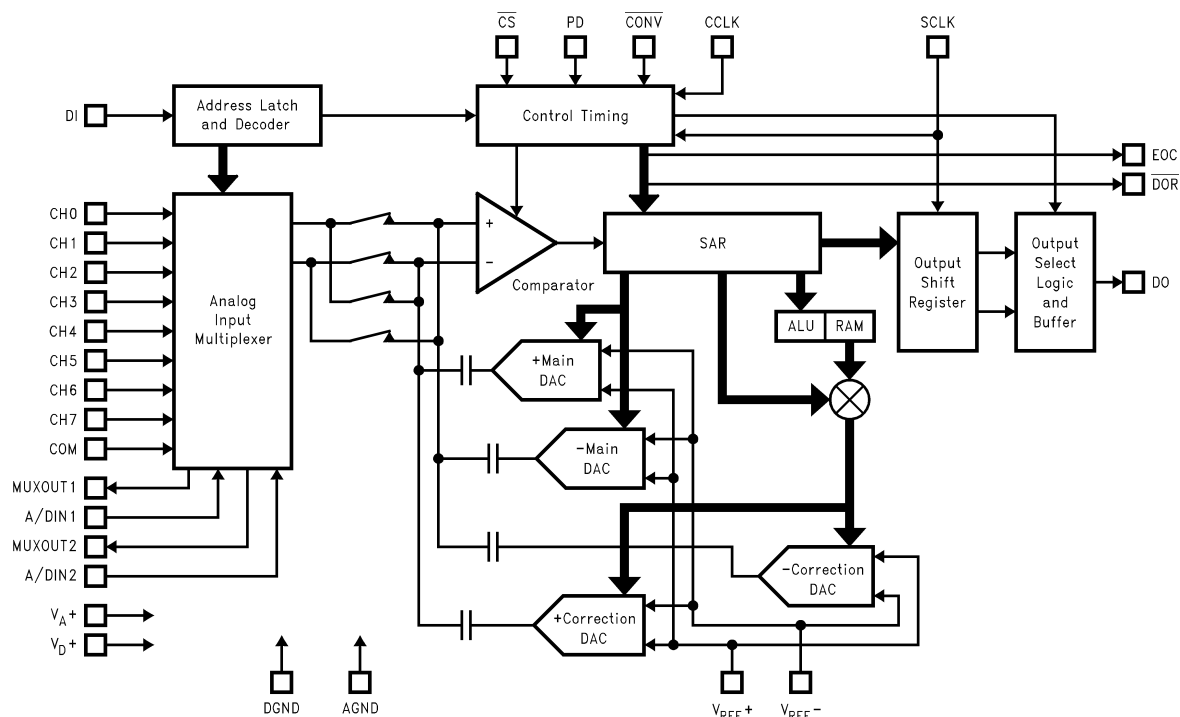 CS PD CONV CCLK SCLK
DI
Address Latch
and Decoder
Control Timing
EOC
DOR
CH0
CH1
CH2
CH3
CH4
CH5
CH6
CH7
COM
MUXOUT1
A/DIN1
MUXOUT2
A/DIN2
VA+
VD+
Analog
Input
Multiplexer
+
−
Comparator
SAR
ALU RAM
Output
Shift
Register
Output
Select
Logic
and
Buffer
DO
+Main
DAC
−Main
DAC
−Correction
DAC
+Correction
DAC
DGND AGND VREF+ VREF−